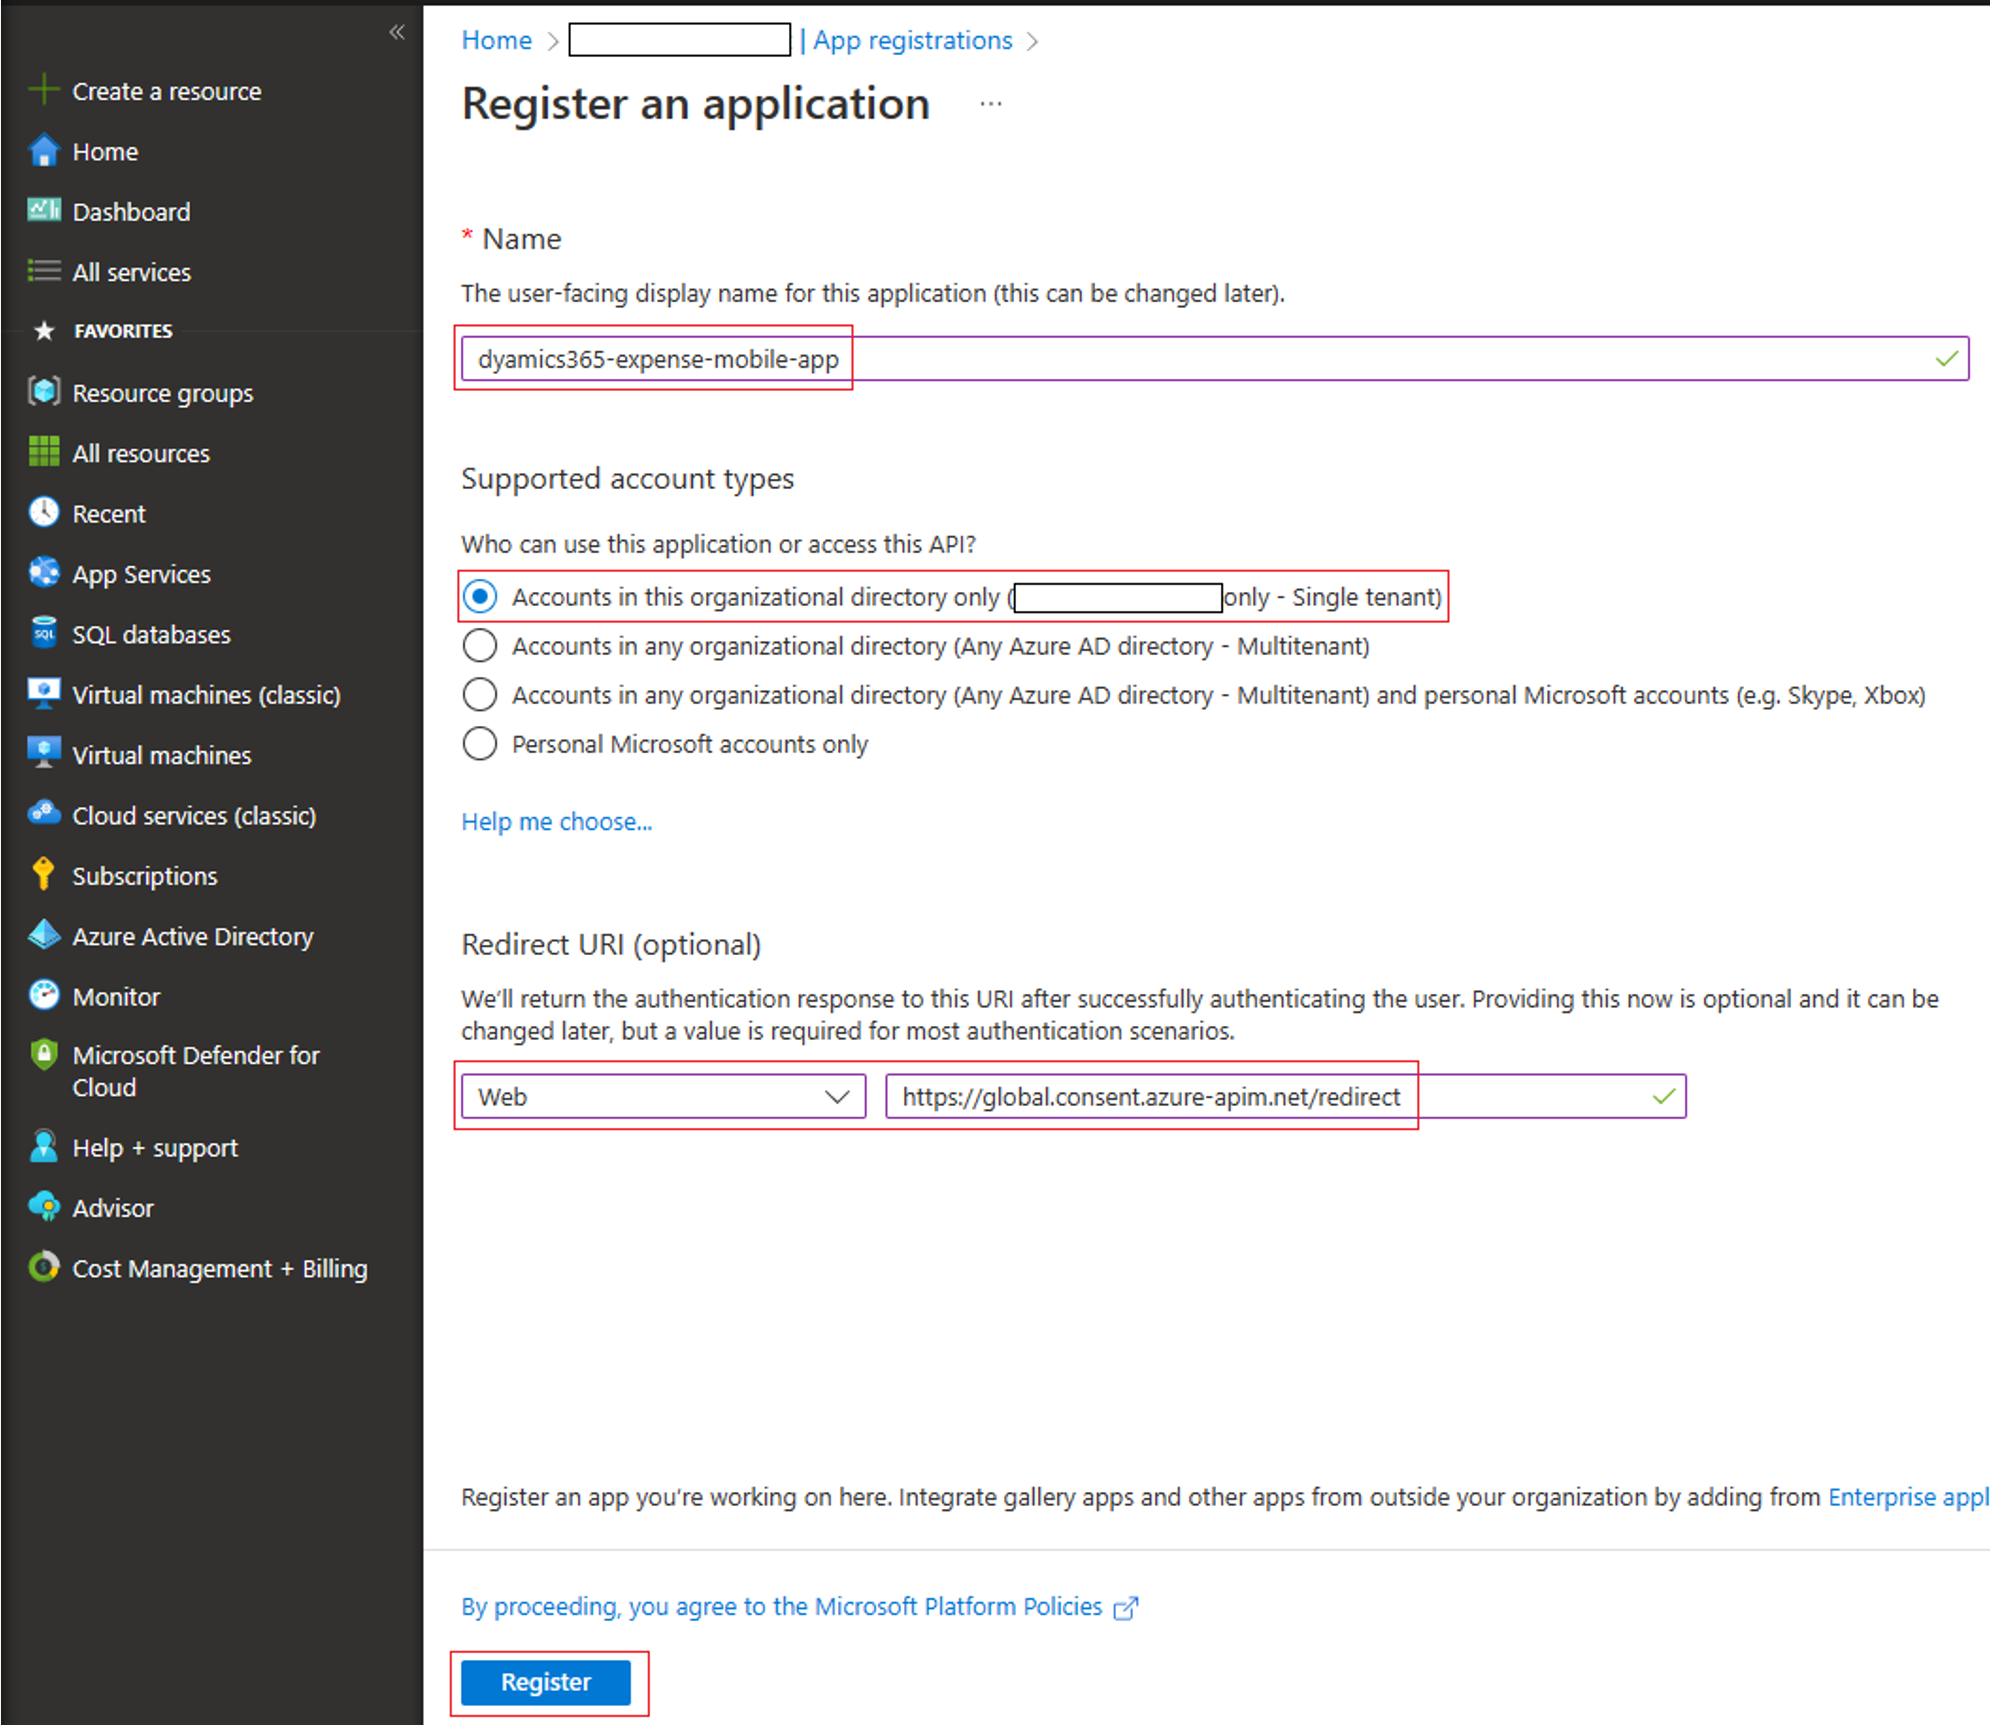 «
Create a resource
Home
Dashboard
All services
FAVORITES
Resource groups
All resources
Recent
App Services
SQL databases
Virtual machines (classic)
Virtual machines
Cloud services (classic)
Subscriptions
Azure Active Directory
Monitor
Microsoft Defender for
Cloud
Help + support
Advisor
Cost Management + Billing
Home > | App registrations >
Register an application ...
* Name
The user-facing display name for this application (this can be changed later).
dyamics365-expense-mobile-app
Supported account types
Who can use this application or access this API?
Accounts in this organizational directory only ( only - Single tenant)
Accounts in any organizational directory (Any Azure AD directory - Multitenant)
Accounts in any organizational directory (Any Azure AD directory - Multitenant) and personal Microsoft accounts (e.g. Skype, Xbox)
Personal Microsoft accounts only
Help me choose...
Redirect URI (optional)
We'll return the authentication response to this URI after successfully authenticating the user. Providing this now is optional and it can be
changed later, but a value is required for most authentication scenarios.
Web https://global.consent.azure-apim.net/redirect
Register an app you're working on here. Integrate gallery apps and other apps from outside your organization by adding from Enterprise appl
By proceeding, you agree to the Microsoft Platform Policies
Register